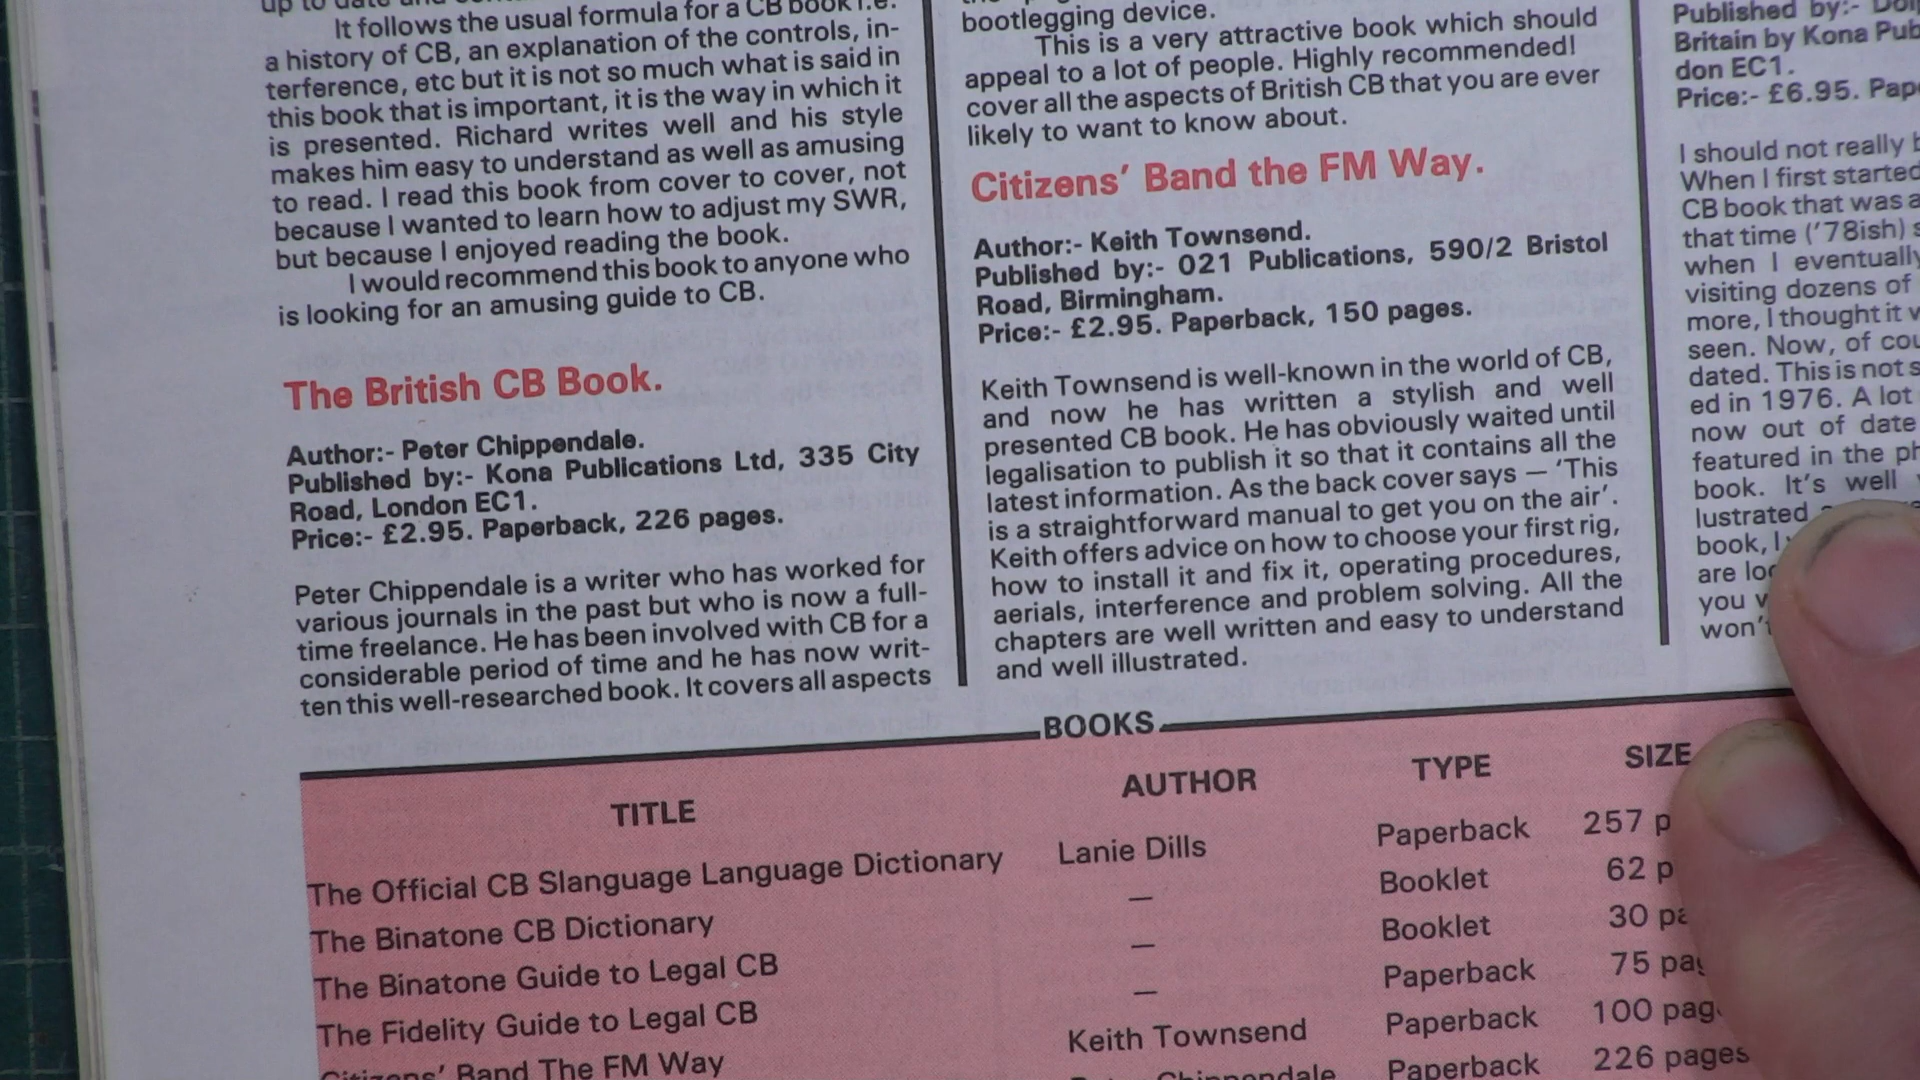 up to date and
It follows the usual formula for a CB book i.e.
a history of CB, an explanation of the controls, in-
terference, etc but it is not so much what is said in
this book that is important, it is the way in which it
is presented. Richard writes well and his style
makes him easy to understand as well as amusing
to read. I read this book from cover to cover, not
because I wanted to learn how to adjust my SWR,
but because I enjoyed reading the book.
I would recommend this book to anyone who
is looking for an amusing guide to CB.
The British CB Book.
Author:- Peter Chippendale.
Published by:- Kona Publications Ltd, 335 City
Road, London EC1.
Price:- £2.95. Paperback, 226 pages.
Peter Chippendale is a writer who has worked for
various journals in the past but who is now a full-
time freelance. He has been involved with CB for a
considerable period of time and he has now writ-
ten this well-researched book. It covers all aspects
bootlegging device.
This is a very attractive book which should
appeal to a lot of people. Highly recommended!
cover all the aspects of British CB that you are ever
likely to want to know about.
Citizens' Band the FM Way.
Author:- Keith Townsend.
Published by:- 021 Publications, 590/2 Bristol
Road, Birmingham.
Price:- £2.95. Paperback, 150 pages.
Keith Townsend is well-known in the world of CB,
and now he has written a stylish and well
presented CB book. He has obviously waited until
legalisation to publish it so that it contains all the
latest information. As the back cover says — 'This
is a straightforward manual to get you on the air'.
Keith offers advice on how to choose your first rig,
how to install it and fix it, operating procedures,
aerials, interference and problem solving. All the
chapters are well written and easy to understand
and well illustrated.
Published by:-
Britain by Kona Pub
don EC1.
Price:- £6.95. Pap
I should not really
When I first started
CB book that was a
that time ('78ish) s
when I eventually
visiting dozens of
more, I thought it
seen. Now, of cou
dated. This is not s
ed in 1976. A lot
now out of date
featured in the ph
book. It's well
lustrated
book, I
are loo
you
won't
BOOKS
TITLE AUTHOR TYPE SIZE
The Official CB Slanguage Language Dictionary Lanie Dills Paperback 257 p
The Binatone CB Dictionary — Booklet 62 p
The Binatone Guide to Legal CB — Booklet 30 pa
The Fidelity Guide to Legal CB — Paperback 75 pag
Citizens' Band The FM Way Keith Townsend Paperback 100 pag
Peter Chippendale Paperback 226 pages